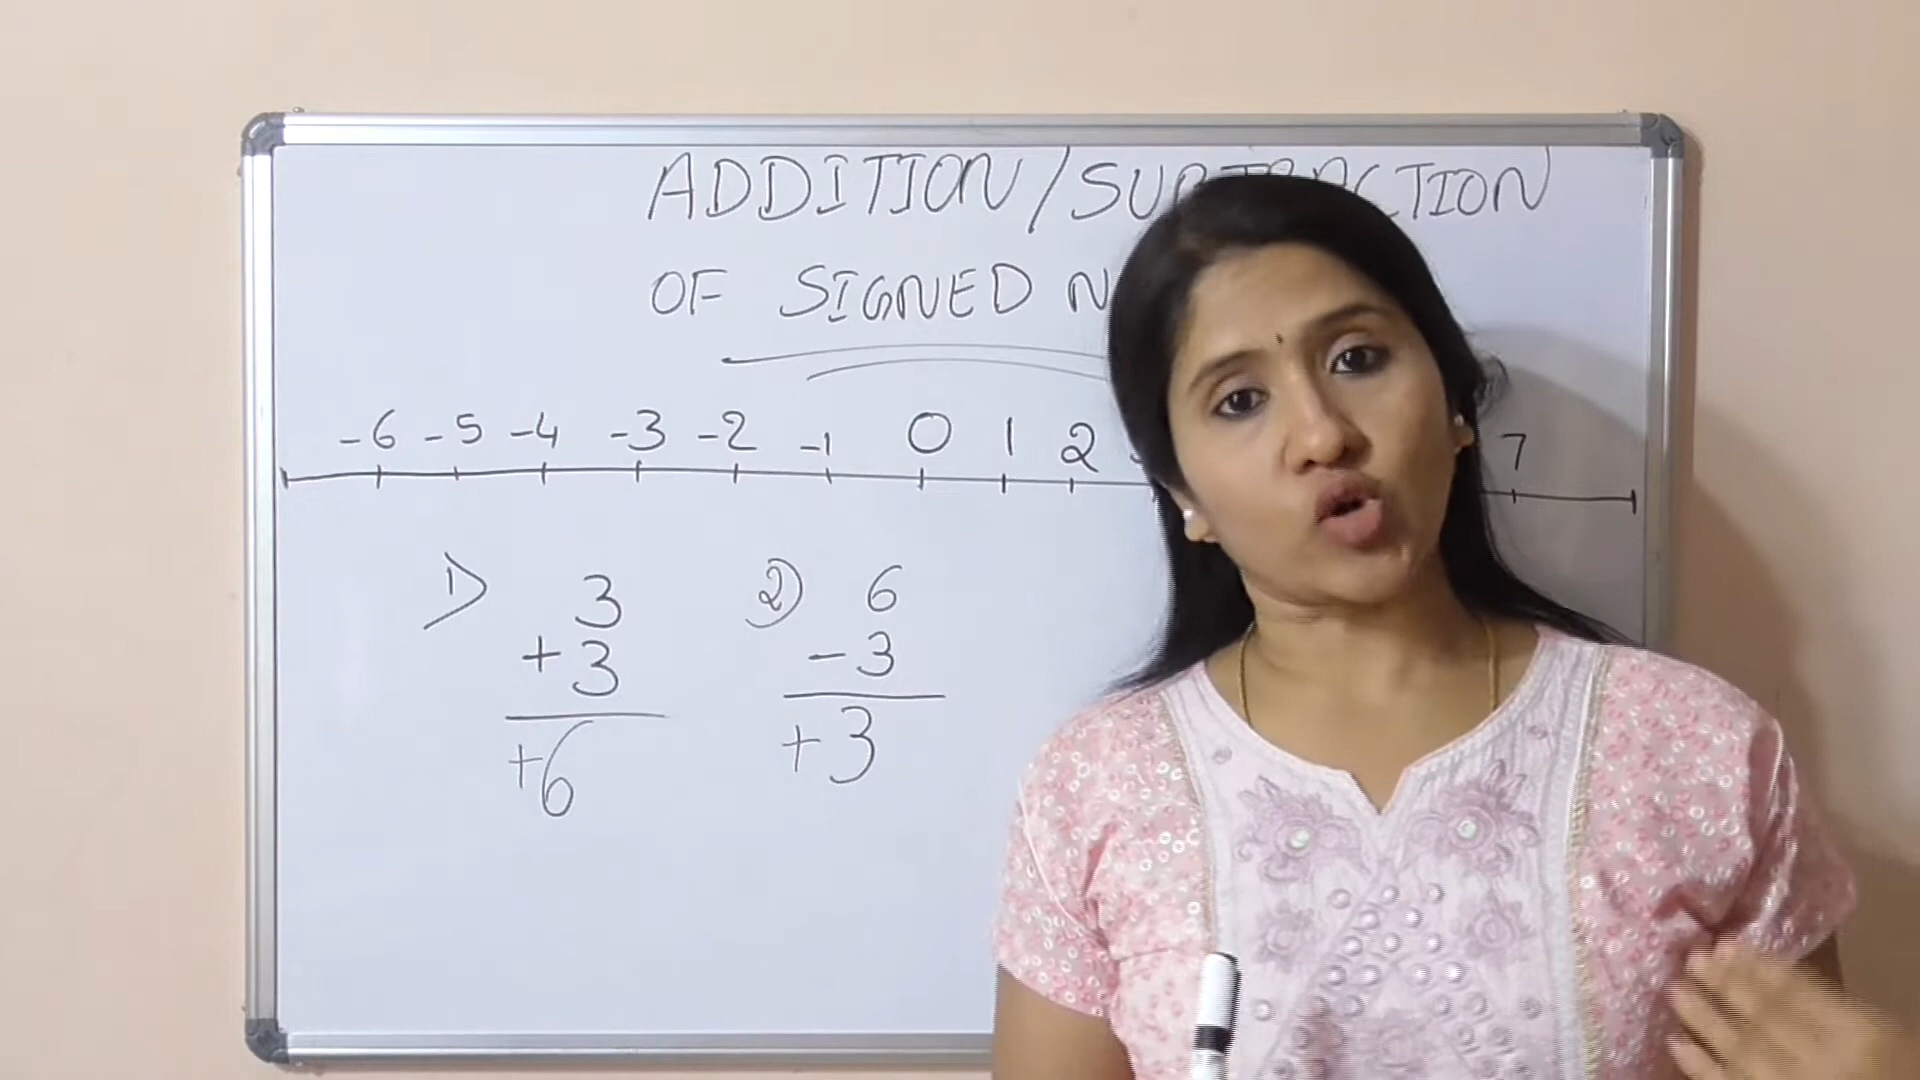 ADDITION/SUBTRACTION
OF SIGNED N
-6 -5 -4 -3 -2 -1 0 1 2 7
1) 3
+3
+6
2) 6
-3
+3